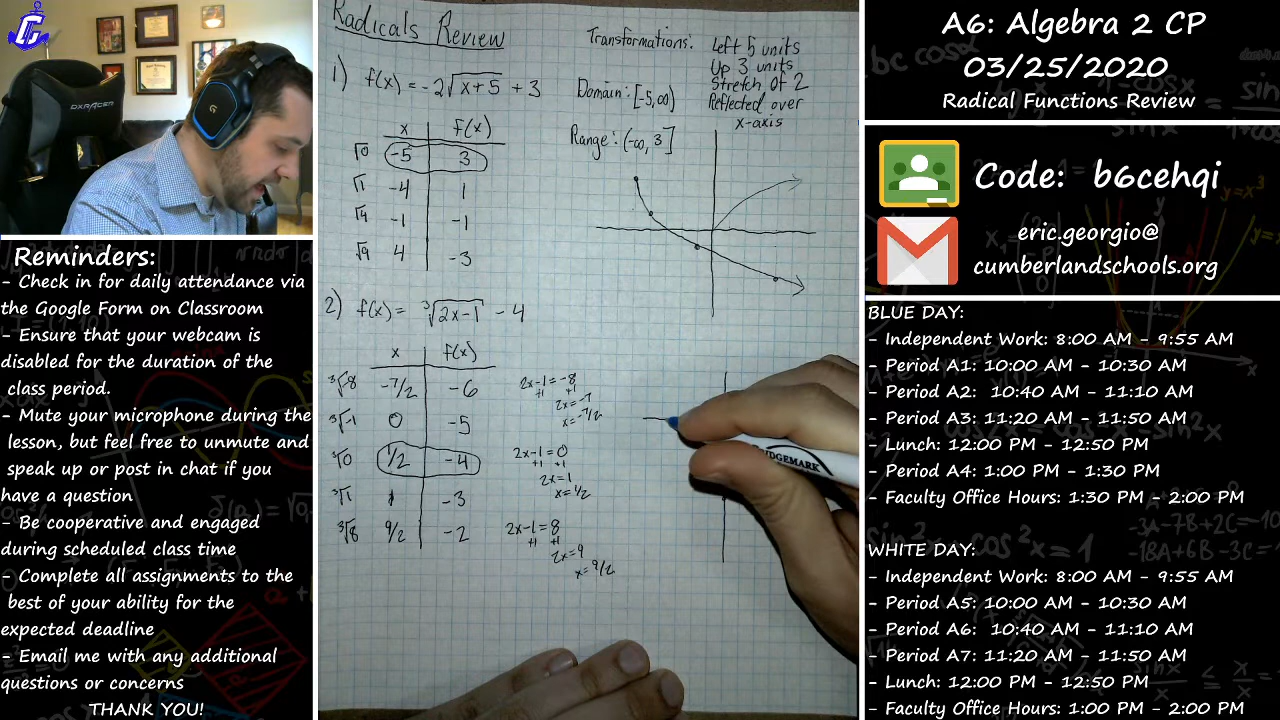 Radicals Review
1) f(x) = -2√x+5 + 3
x f(x)
√0 -5 3
√1 -4 1
√4 -1 -1
√9 4 -3
Transformations: Left 5 units
Up 3 units
Stretch of 2
Reflected over
x-axis
Domain: [-5,∞)
Range: (-∞, 3]
2) f(x) = ³√2x-1 - 4
x f(x)
³√-8 -7/2 -6
³√-1 0 -5
³√0 1/2 -4
³√1 1 -3
³√8 9/2 -2
2x-1=-8
+1 +1
2x=-7
x=-7/2
2x-1=0
+1 +1
2x=1
x=1/2
2x-1=8
+1 +1
2x=9
x=9/2
DXRACER
G
C
BRIDGEMARK
Reminders:
- Check in for daily attendance via
the Google Form on Classroom
- Ensure that your webcam is
disabled for the duration of the
class period.
- Mute your microphone during the
lesson, but feel free to unmute and
speak up or post in chat if you
have a question
- Be cooperative and engaged
during scheduled class time
- Complete all assignments to the
best of your ability for the
expected deadline
- Email me with any additional
questions or concerns
THANK YOU!
A6: Algebra 2 CP
03/25/2020
Radical Functions Review
Code: b6cehqi
eric.georgio@
cumberlandschools.org
BLUE DAY:
- Independent Work: 8:00 AM - 9:55 AM
- Period A1: 10:00 AM - 10:30 AM
- Period A2: 10:40 AM - 11:10 AM
- Period A3: 11:20 AM - 11:50 AM
- Lunch: 12:00 PM - 12:50 PM
- Period A4: 1:00 PM - 1:30 PM
- Faculty Office Hours: 1:30 PM - 2:00 PM
WHITE DAY:
- Independent Work: 8:00 AM - 9:55 AM
- Period A5: 10:00 AM - 10:30 AM
- Period A6: 10:40 AM - 11:10 AM
- Period A7: 11:20 AM - 11:50 AM
- Lunch: 12:00 PM - 12:50 PM
- Faculty Office Hours: 1:00 PM - 2:00 PM